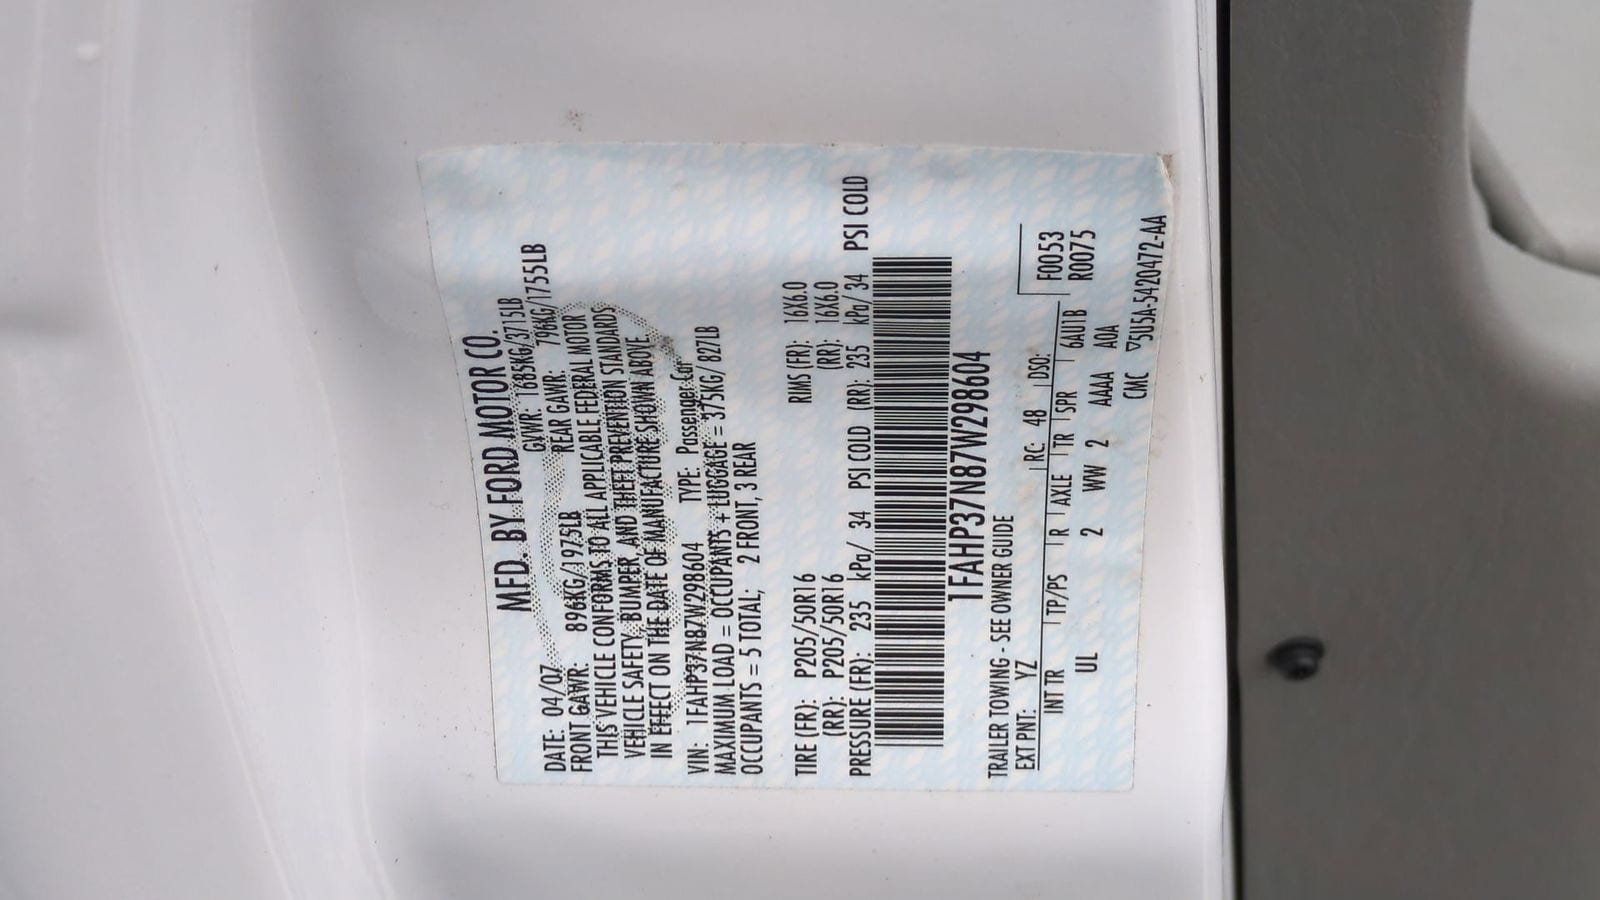 MFD. BY FORD MOTOR CO.
DATE: 04/07 GVWR: 1685KG/3715LB
FRONT GAWR: 896KG/1975LB REAR GAWR: 796KG/1755LB
THIS VEHICLE CONFORMS TO ALL APPLICABLE FEDERAL MOTOR
VEHICLE SAFETY, BUMPER, AND THEFT PREVENTION STANDARDS
IN EFFECT ON THE DATE OF MANUFACTURE SHOWN ABOVE.
VIN: 1FAHP37N87W298604 TYPE: Passenger Car
MAXIMUM LOAD = OCCUPANTS + LUGGAGE = 375KG/ 827LB
OCCUPANTS = 5 TOTAL; 2 FRONT, 3 REAR
TIRE (FR): P205/50R16 RIMS (FR): 16X6.0
(RR): P205/50R16 (RR): 16X6.0
PRESSURE (FR): 235 kPa/ 34 PSI COLD (RR): 235 kPa/ 34 PSI COLD
1FAHP37N87W298604
TRAILER TOWING - SEE OWNER GUIDE
EXT PNT: YZ RC: 48 DSO: F0053
INT TR TP/PS R AXLE TR SPR 6AU1B R0075
UL 2 WW 2 AAAA A0A
CMC ▽5U5A-5420472-AA